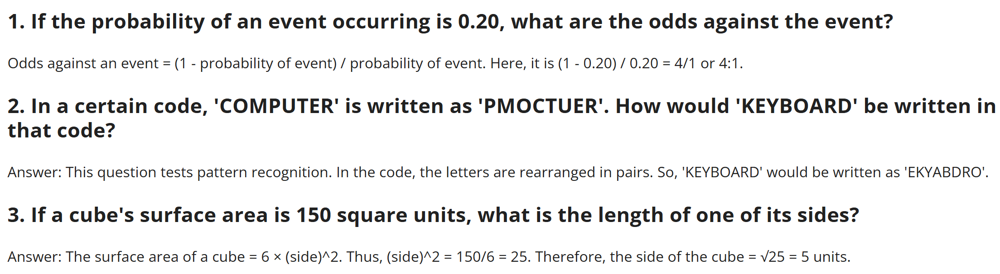 1. If the probability of an event occurring is 0.20, what are the odds against the event?
Odds against an event = (1 - probability of event) / probability of event. Here, it is (1 - 0.20) / 0.20 = 4/1 or 4:1.
2. In a certain code, 'COMPUTER' is written as 'PMOCTUER'. How would 'KEYBOARD' be written in
that code?
Answer: This question tests pattern recognition. In the code, the letters are rearranged in pairs. So, 'KEYBOARD' would be written as 'EKYABDRO'.
3. If a cube's surface area is 150 square units, what is the length of one of its sides?
Answer: The surface area of a cube = 6 × (side)^2. Thus, (side)^2 = 150/6 = 25. Therefore, the side of the cube = √25 = 5 units.